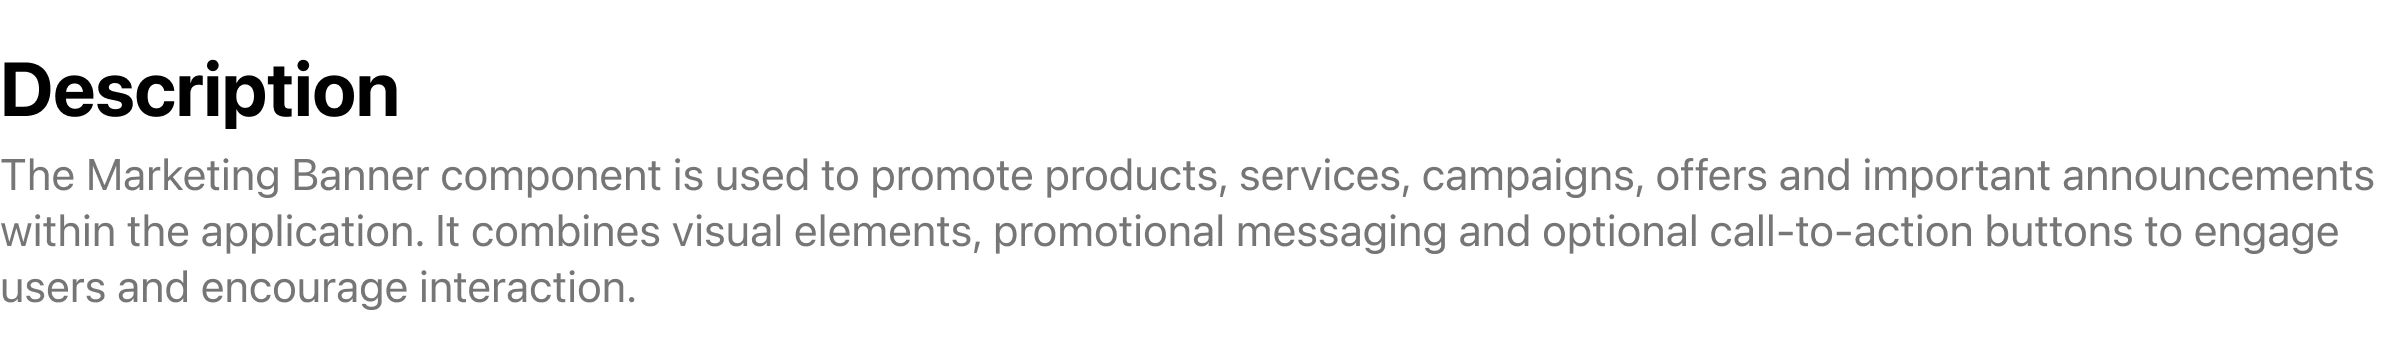 Description
The Marketing Banner component is used to promote products, services, campaigns, offers and important announcements
within the application. It combines visual elements, promotional messaging and optional call-to-action buttons to engage
users and encourage interaction.